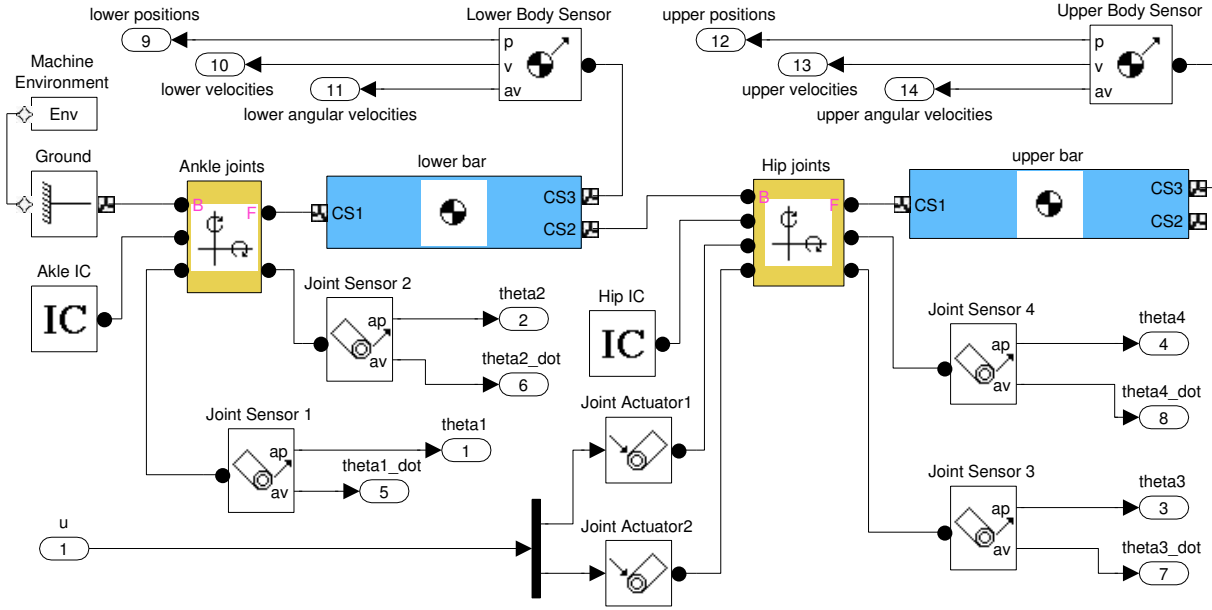 lower positions
9
Lower Body Sensor
p
v
av
10
lower velocities
11
lower angular velocities
upper positions
12
Upper Body Sensor
p
v
av
13
upper velocities
14
upper angular velocities
Machine
Environment
Env
Ground
Ankle joints
B
F
lower bar
CS1
CS3
CS2
Hip joints
B
F
upper bar
CS1
CS3
CS2
Akle IC
IC
Joint Sensor 2
ap
av
theta2
2
theta2_dot
6
Hip IC
IC
Joint Sensor 4
ap
av
theta4
4
theta4_dot
8
Joint Sensor 1
ap
av
theta1
1
theta1_dot
5
Joint Actuator1
Joint Sensor 3
ap
av
theta3
3
theta3_dot
7
u
1
Joint Actuator2